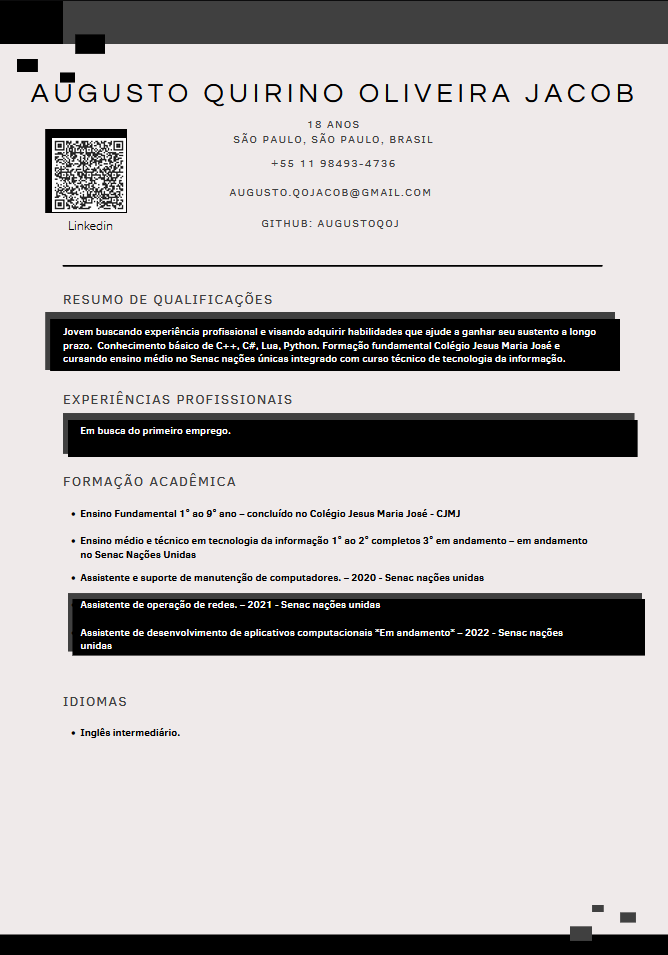 AUGUSTO QUIRINO OLIVEIRA JACOB
18 ANOS
SÃO PAULO, SÃO PAULO, BRASIL
+55 11 98493-4736
AUGUSTO.QOJACOB@GMAIL.COM
GITHUB: AUGUSTOQOJ
Linkedin
RESUMO DE QUALIFICAÇÕES
Jovem buscando experiência profissional e visando adquirir habilidades que ajude a ganhar seu sustento a longo
prazo. Conhecimento básico de C++, C#, Lua, Python. Formação fundamental Colégio Jesus Maria José e
cursando ensino médio no Senac nações únicas integrado com curso técnico de tecnologia da informação.
EXPERIÊNCIAS PROFISSIONAIS
Em busca do primeiro emprego.
FORMAÇÃO ACADÊMICA
• Ensino Fundamental 1° ao 9° ano – concluído no Colégio Jesus Maria José - CJMJ
• Ensino médio e técnico em tecnologia da informação 1° ao 2° completos 3° em andamento – em andamento
no Senac Nações Unidas
• Assistente e suporte de manutenção de computadores. – 2020 - Senac nações unidas
Assistente de operação de redes. – 2021 - Senac nações unidas
Assistente de desenvolvimento de aplicativos computacionais *Em andamento* – 2022 - Senac nações
unidas
IDIOMAS
• Inglês intermediário.